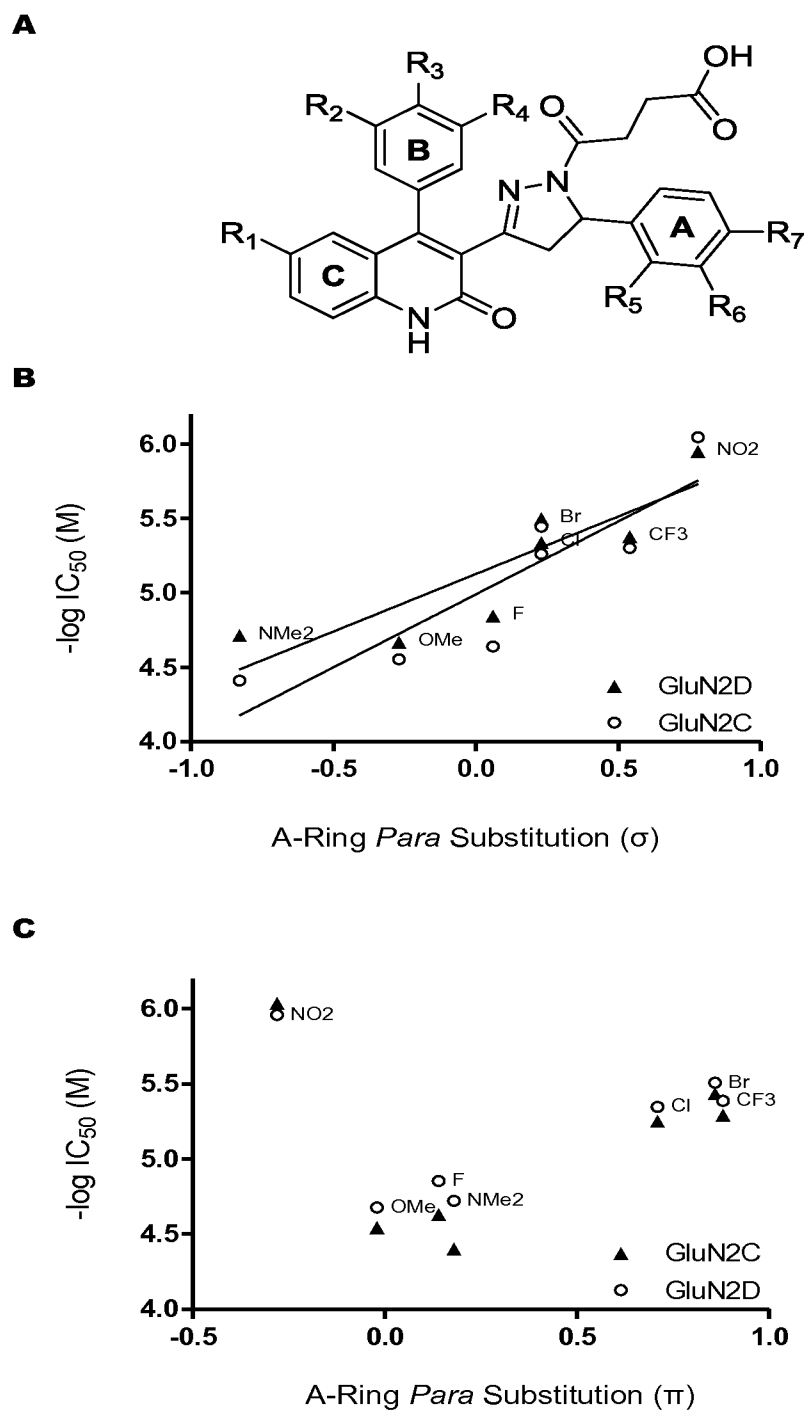 A
R3
OH
R2
R4
O
O
B
N
N
R1
A
R7
C
R5
R6
N
H
O
B
6.0
5.5
5.0
4.5
4.0
-log IC50 (M)
NO2
Br
Cl
CF3
F
NMe2
OMe
GluN2D
GluN2C
-1.0 -0.5 0.0 0.5 1.0
A-Ring Para Substitution (σ)
C
6.0
5.5
5.0
4.5
4.0
-log IC50 (M)
NO2
Br
Cl
CF3
F
OMe
NMe2
GluN2C
GluN2D
-0.5 0.0 0.5 1.0
A-Ring Para Substitution (π)